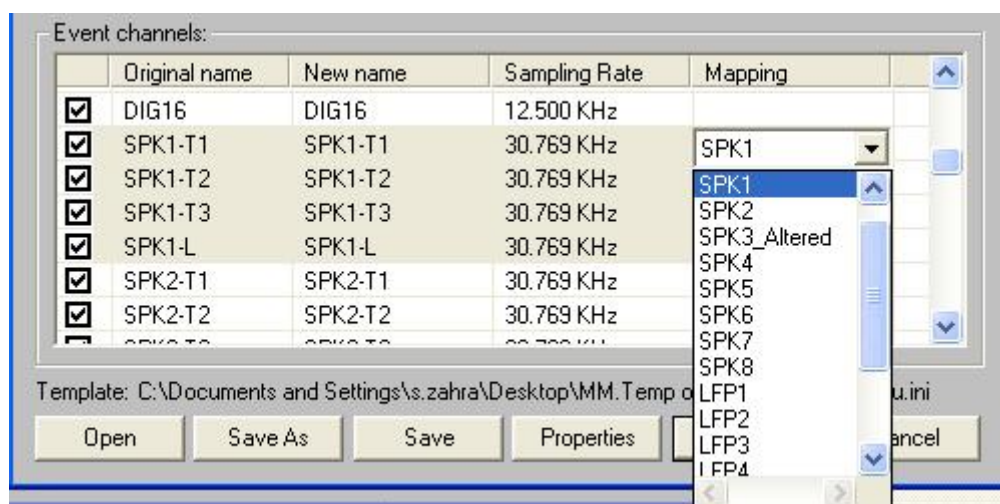 Event channels:
Original name New name Sampling Rate Mapping
DIG16 DIG16 12.500 KHz
SPK1-T1 SPK1-T1 30.769 KHz SPK1
SPK1-T2 SPK1-T2 30.769 KHz
SPK1-T3 SPK1-T3 30.769 KHz
SPK1-L SPK1-L 30.769 KHz
SPK2-T1 SPK2-T1 30.769 KHz
SPK2-T2 SPK2-T2 30.769 KHz
SPK1
SPK2
SPK3_Altered
SPK4
SPK5
SPK6
SPK7
SPK8
LFP1
LFP2
LFP3
LFP4
Template: C:\Documents and Settings\s.zahra\Desktop\MM.Temp o u.ini
Open Save As Save Properties ancel